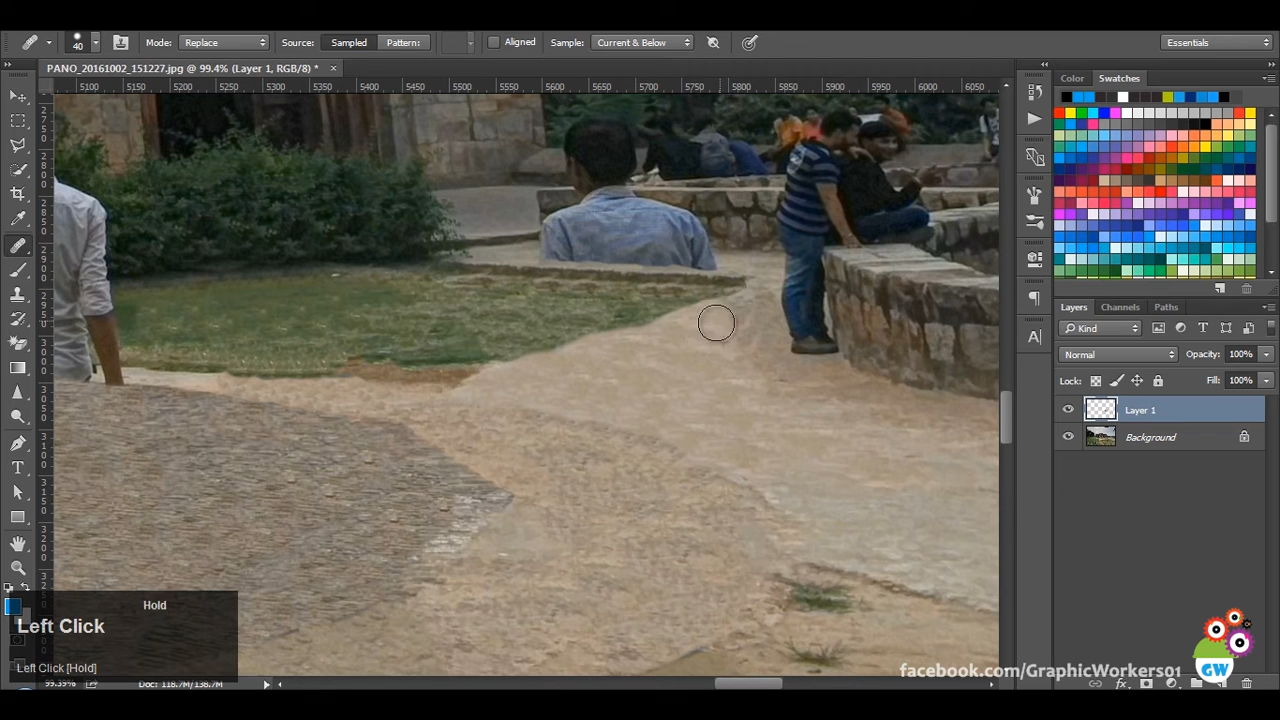 40 Mode: Replace Source: Sampled Pattern: Aligned Sample: Current & Below Essentials
PANO_20161002_151227.jpg @ 99.4% (Layer 1, RGB/8) * ×
Color Swatches
5100 5150 5200 5250 5300 5350 5400 5450 5500 5550 5600 5650 5700 5750 5800 5850 5900 5950 6000 6050
Layers Channels Paths
Kind
Normal Opacity: 100%
Lock: Fill: 100%
Layer 1
Background
Hold
Left Click
Left Click [Hold]
GW
facebook.com/GraphicWorkers01
99.39% Doc: 118.7M/138.7M